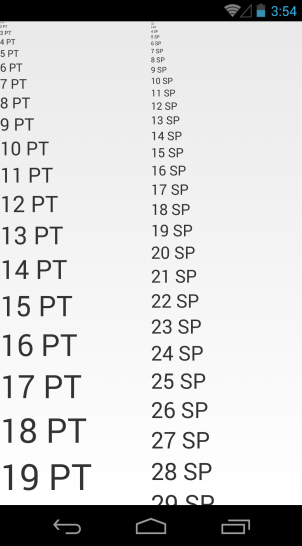 3:54
2 PT
3 PT
4 PT
5 PT
6 PT
7 PT
8 PT
9 PT
10 PT
11 PT
12 PT
13 PT
14 PT
15 PT
16 PT
17 PT
18 PT
19 PT
4 SP
5 SP
6 SP
7 SP
8 SP
9 SP
10 SP
11 SP
12 SP
13 SP
14 SP
15 SP
16 SP
17 SP
18 SP
19 SP
20 SP
21 SP
22 SP
23 SP
24 SP
25 SP
26 SP
27 SP
28 SP
29 SP